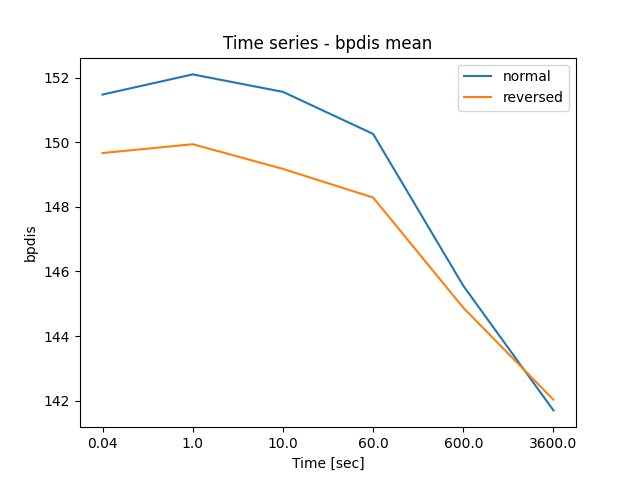 Time series - bpdis mean
normal
reversed
bpdis
152
150
148
146
144
142
0.04 1.0 10.0 60.0 600.0 3600.0
Time [sec]